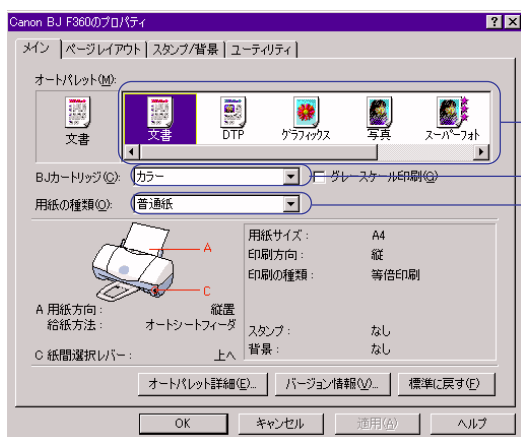 Canon BJ F360のプロパティ
メイン ページレイアウト スタンプ/背景 ユーティリティ
オートパレット(M):
文書 文書 DTP グラフィックス 写真 スーパーフォト
BJカートリッジ(C): カラー グレースケール印刷(G)
用紙の種類(O): 普通紙
用紙サイズ: A4
A 印刷方向: 縦
印刷の種類: 等倍印刷
C
A 用紙方向: 縦置
給紙方法: オートシートフィーダ
スタンプ: なし
背景: なし
C 紙間選択レバー: 上へ
オートパレット詳細(E)... バージョン情報(V)... 標準に戻す(F)
OK キャンセル 適用(A) ヘルプ